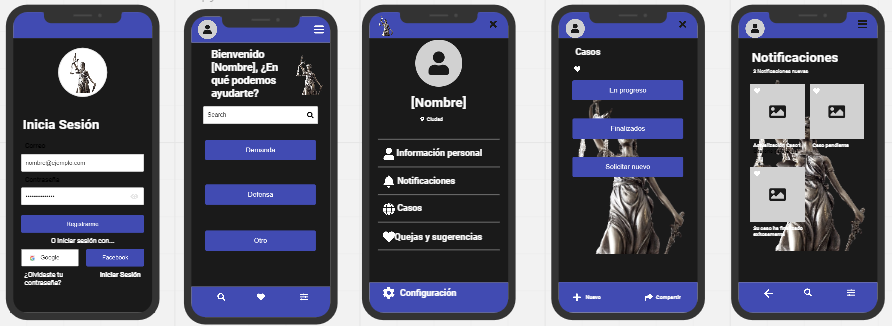 Inicia Sesión
Correo
nombre@ejemplo.com
Contraseña
Registrarme
O iniciar sesión con...
Google
Facebook
¿Olvidaste tu
contraseña?
Iniciar Sesión
Bienvenido
[Nombre], ¿En
qué podemos
ayudarte?
Search
Demanda
Defensa
Otro
[Nombre]
Ciudad
Información personal
Notificaciones
Casos
Quejas y sugerencias
Configuración
Casos
En progreso
Finalizados
Solicitar nuevo
Nuevo
Compartir
Notificaciones
3 Notificaciones nuevas
Actualización Caso1
Caso pendiente
Su caso ha finalizado
exitosamente